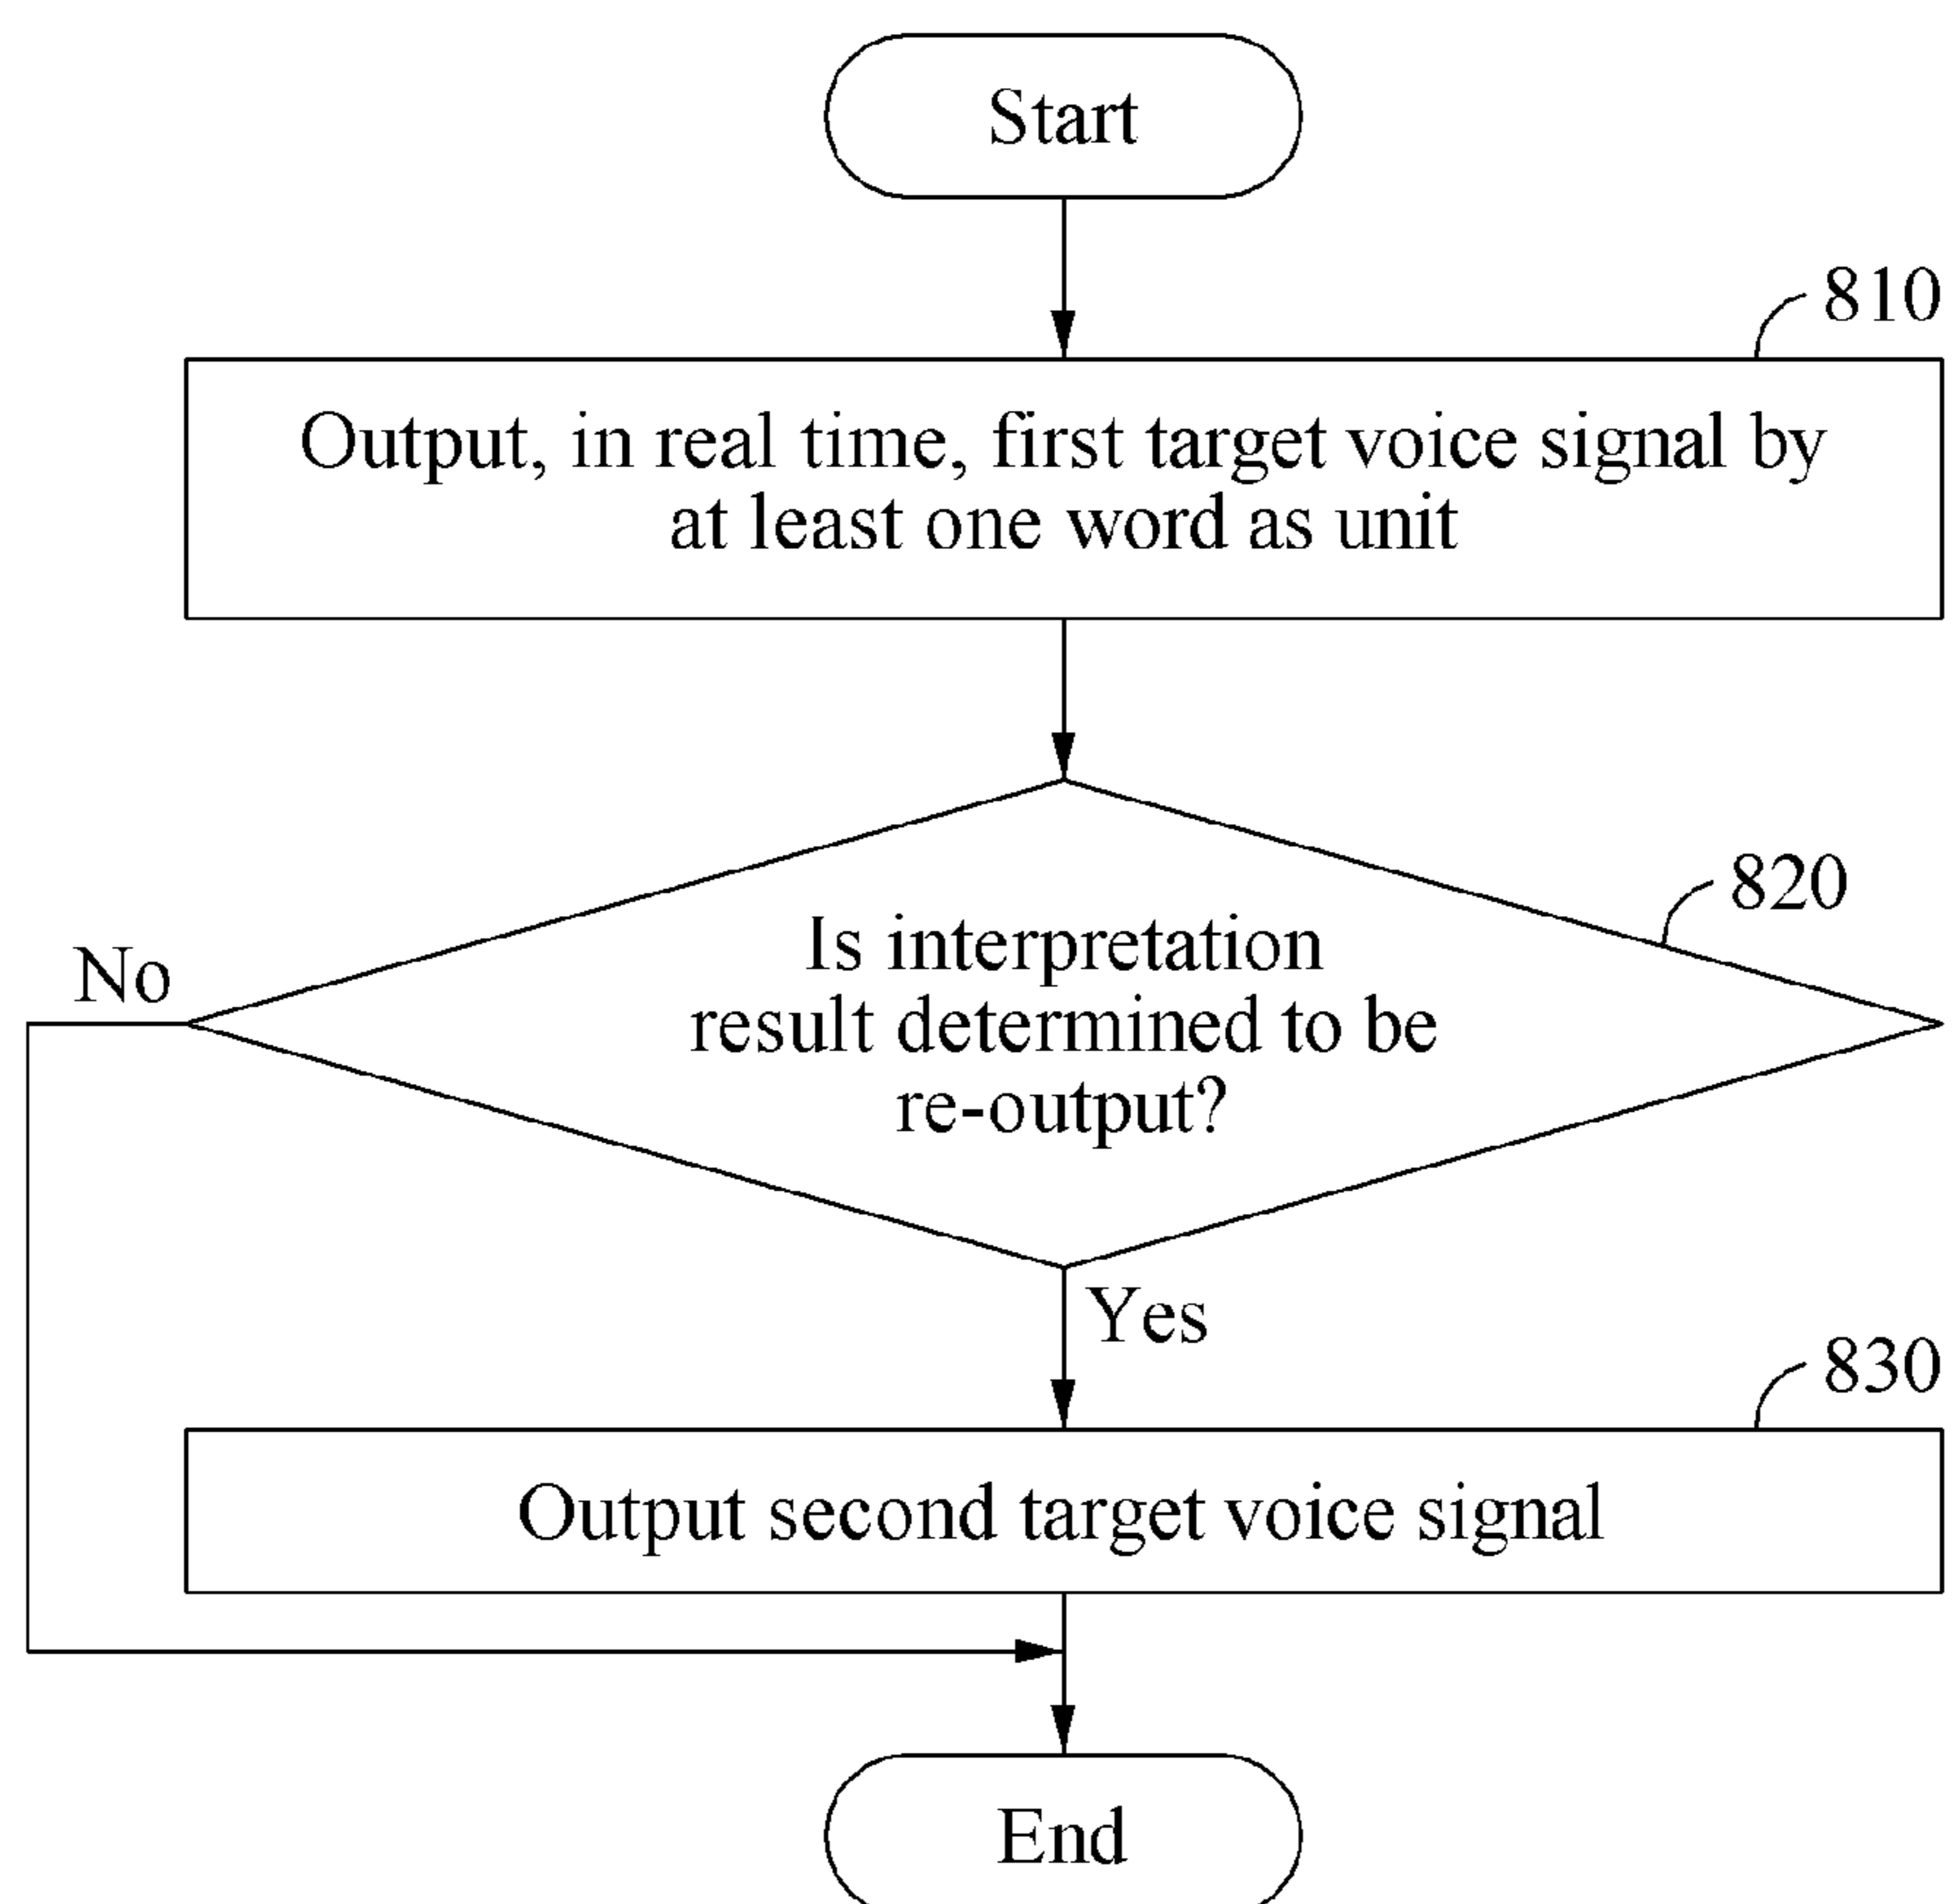 Start
810
Output, in real time, first target voice signal by
at least one word as unit
820
Is interpretation
result determined to be
re-output?
No
Yes
830
Output second target voice signal
End